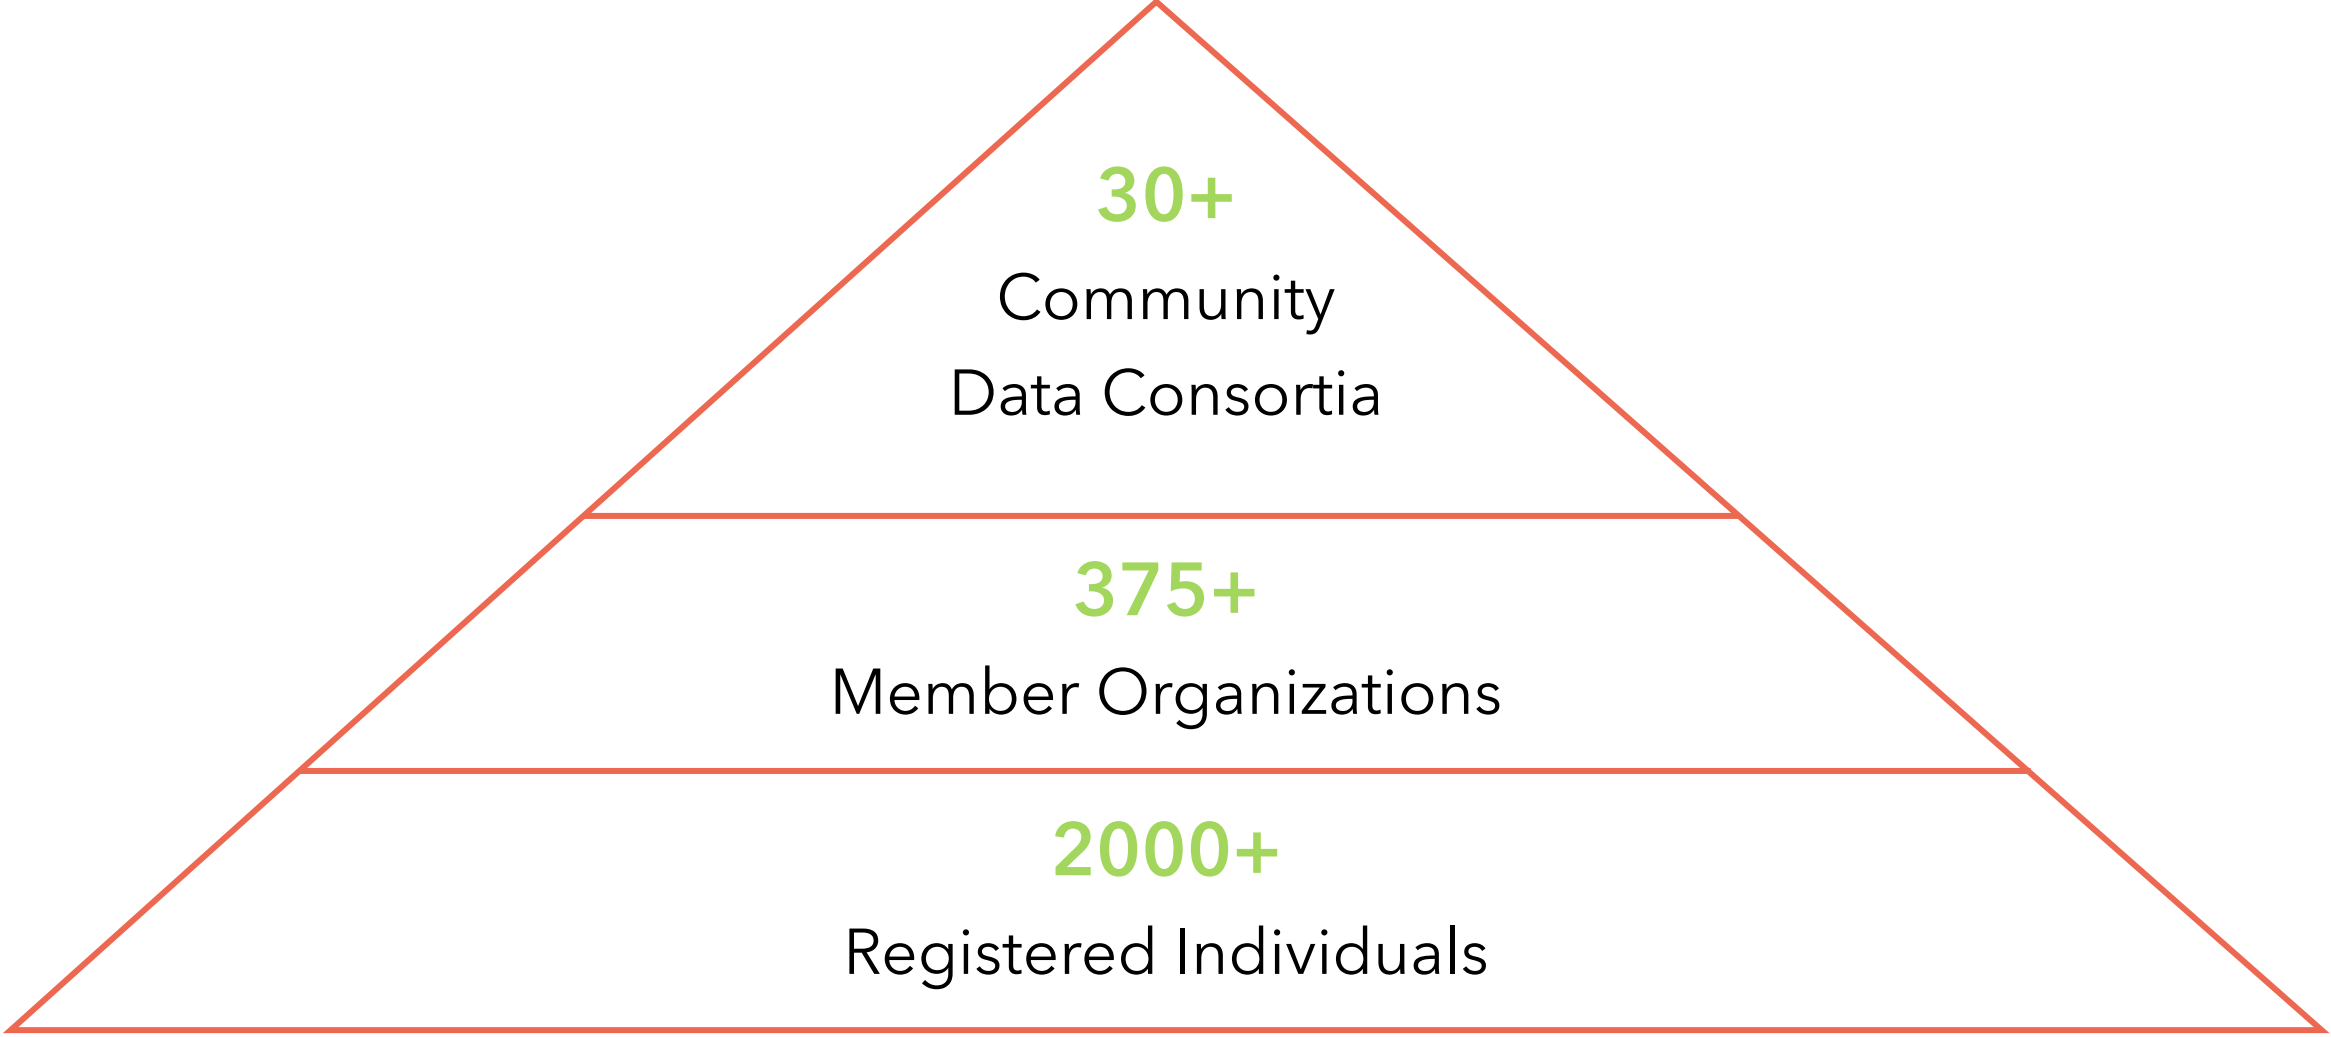 30+
Community
Data Consortia
375+
Member Organizations
2000+
Registered Individuals